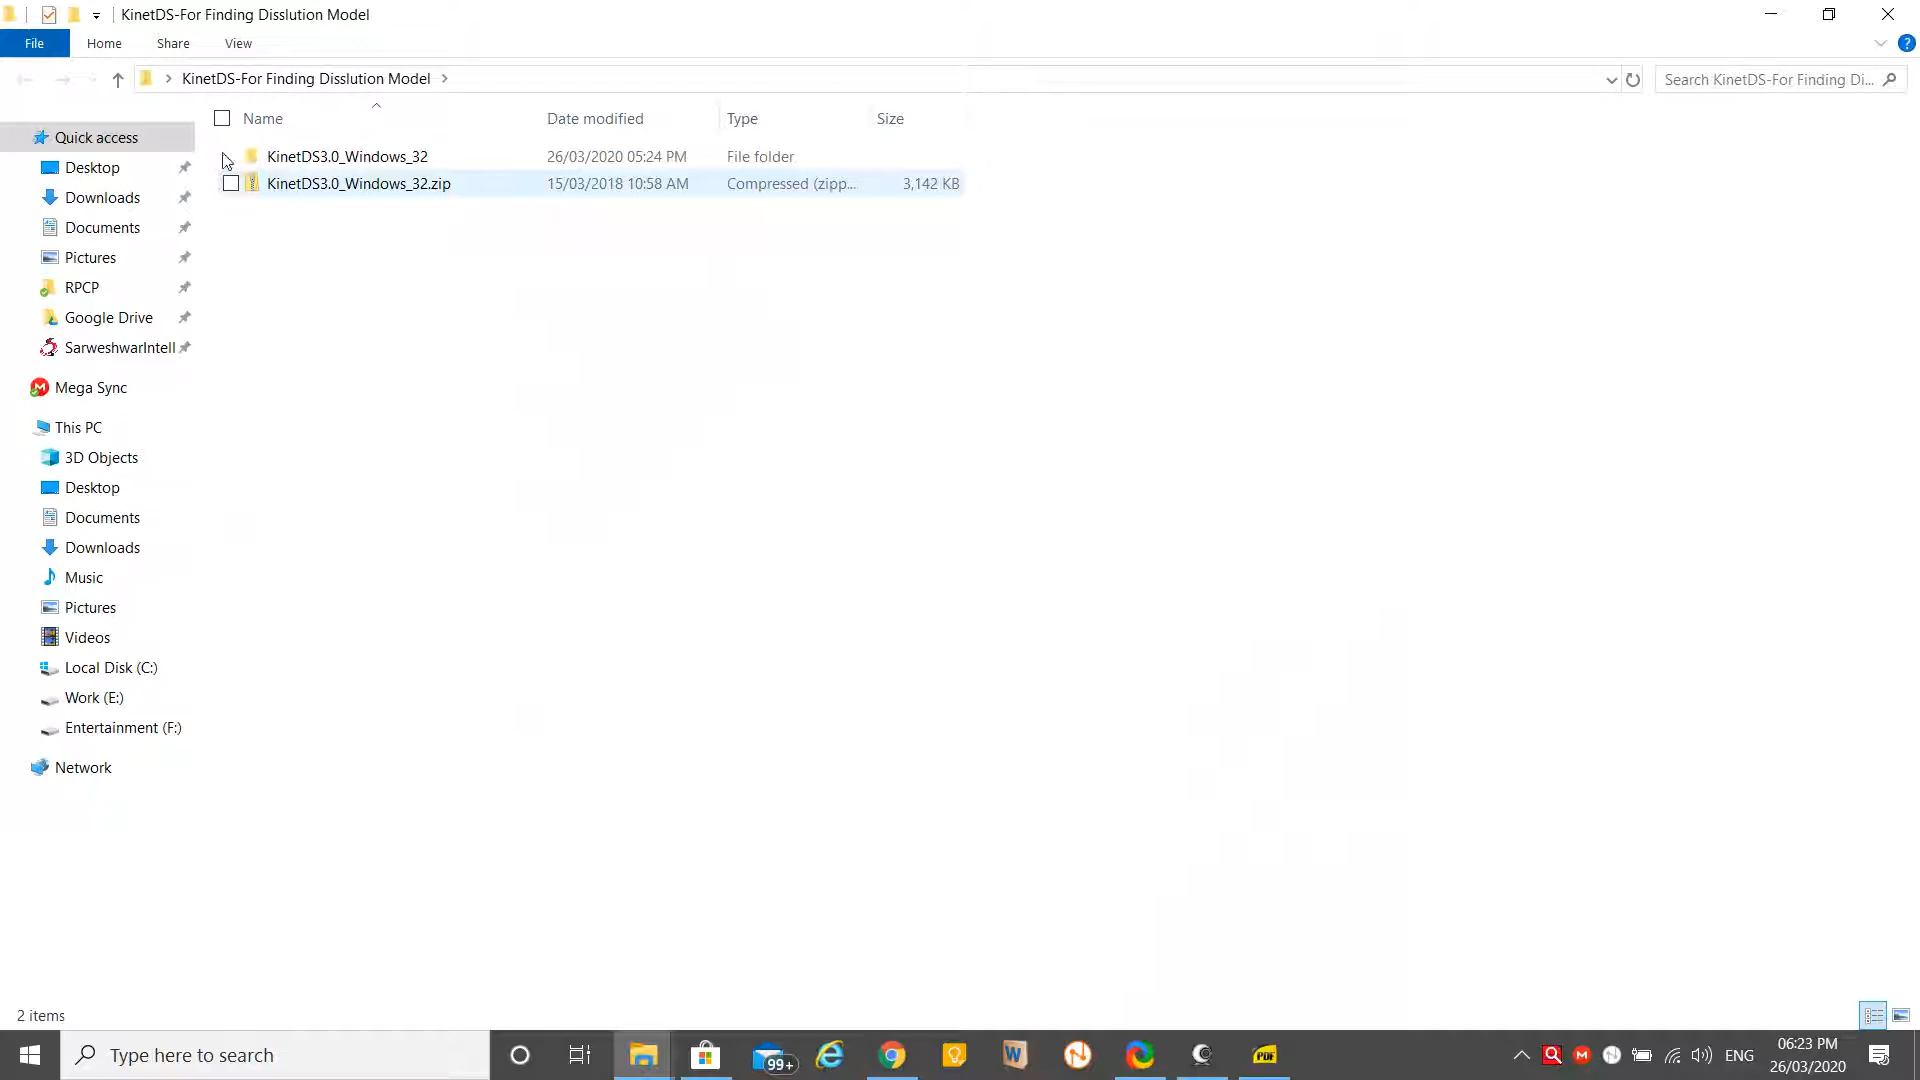 KinetDS-For Finding Disslution Model
File Home Share View
KinetDS-For Finding Disslution Model
Search KinetDS-For Finding Di...
Name Date modified Type Size
KinetDS3.0_Windows_32 26/03/2020 05:24 PM File folder
KinetDS3.0_Windows_32.zip 15/03/2018 10:58 AM Compressed (zipp... 3,142 KB
Quick access
Desktop
Downloads
Documents
Pictures
RPCP
Google Drive
SarweshwarIntell
Mega Sync
This PC
3D Objects
Desktop
Documents
Downloads
Music
Pictures
Videos
Local Disk (C:)
Work (E:)
Entertainment (F:)
Network
2 items
Type here to search
99+
PDF
ENG
06:23 PM
26/03/2020